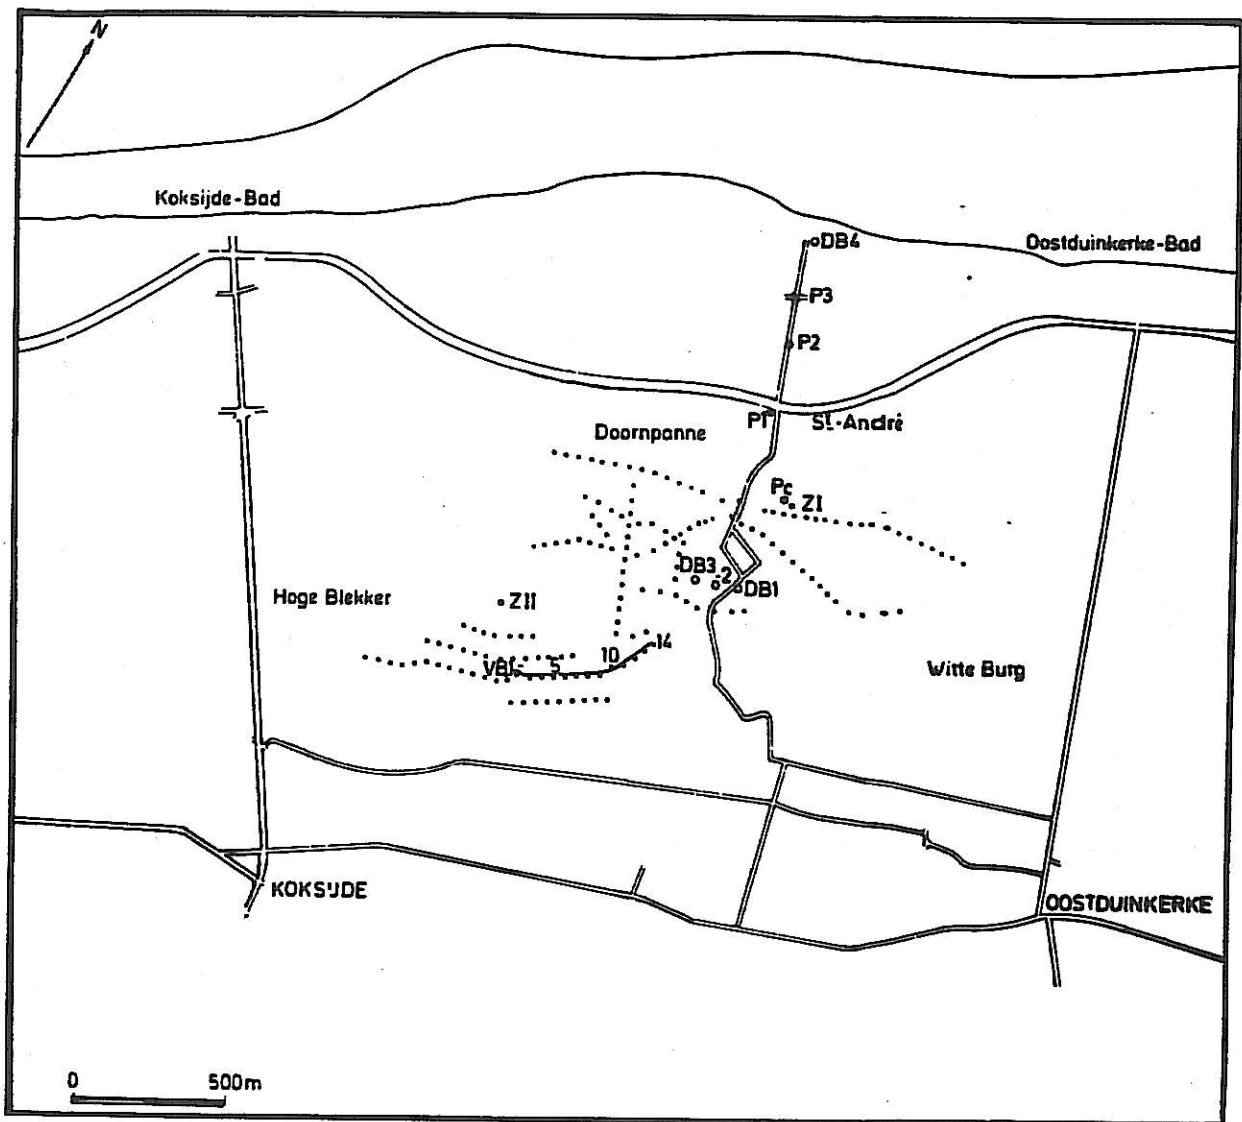 N
Koksijde-Bad
DB4
Oostduinkerke-Bad
P3
P2
P1
St.-André
Doornpanne
Pc
ZI
DB3
-2
DB1
Hoge Blekker
ZII
14
10
VB1-
5
Witte Burg
KOKSIJDE
OOSTDUINKERKE
0
500m